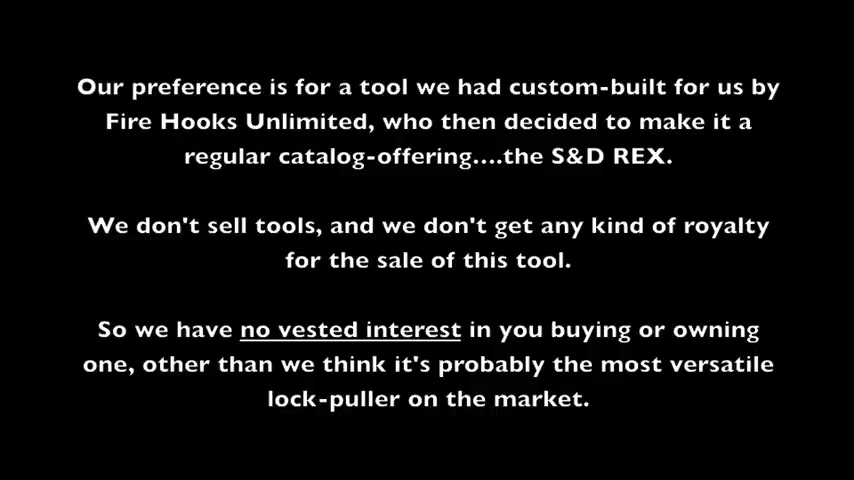 Our preference is for a tool we had custom-built for us by
Fire Hooks Unlimited, who then decided to make it a
regular catalog-offering....the S&D REX.
We don't sell tools, and we don't get any kind of royalty
for the sale of this tool.
So we have no vested interest in you buying or owning
one, other than we think it's probably the most versatile
lock-puller on the market.